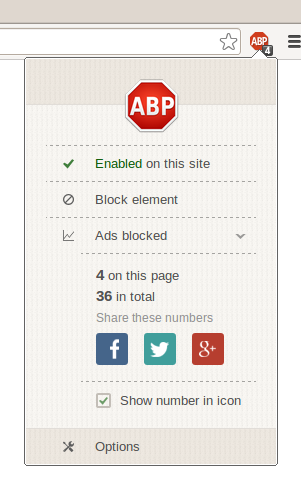 ABP
4
ABP
Enabled on this site
Block element
Ads blocked
4 on this page
36 in total
Share these numbers
f
g+
Show number in icon
Options